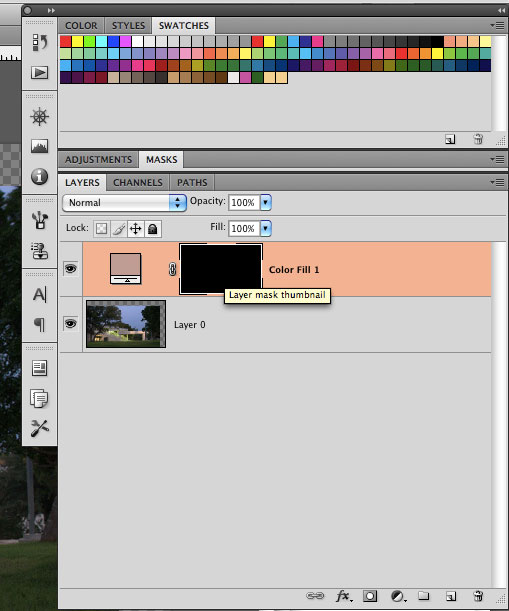 COLOR STYLES SWATCHES
ADJUSTMENTS MASKS
LAYERS CHANNELS PATHS
Normal Opacity: 100%
Lock: Fill: 100%
Color Fill 1
Layer mask thumbnail
Layer 0